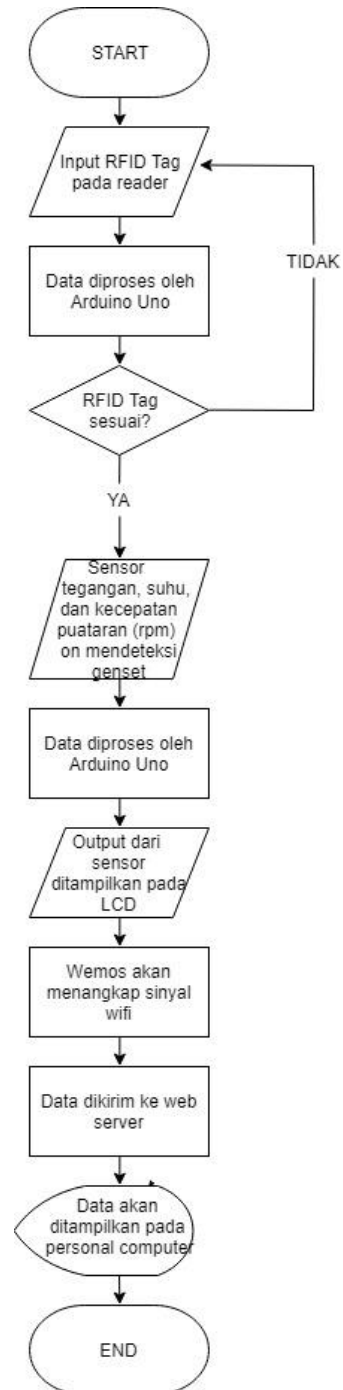 START
Input RFID Tag
pada reader
TIDAK
Data diproses oleh
Arduino Uno
RFID Tag
sesuai?
YA
Sensor
tegangan, suhu,
dan kecepatan
puataran (rpm)
on mendeteksi
genset
Data diproses oleh
Arduino Uno
Output dari
sensor
ditampilkan pada
LCD
Wemos akan
menangkap sinyal
wifi
Data dikirim ke web
server
Data akan
ditampilkan pada
personal computer
END